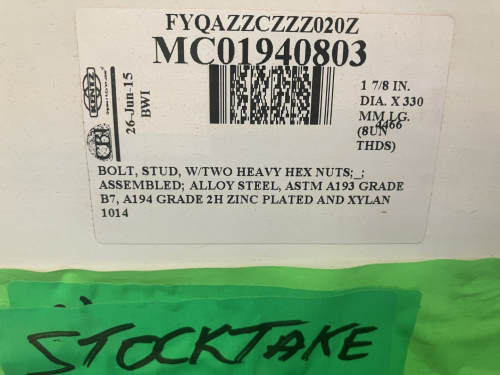 FYQAZZCZZZ020Z
MC01940803
KENTZ
CB&I
26-Jun-15
BWI
1 7/8 IN.
DIA. X 330
MM LG.
4466
(8UN
THDS)
BOLT, STUD, W/TWO HEAVY HEX NUTS;_;
ASSEMBLED; ALLOY STEEL, ASTM A193 GRADE
B7, A194 GRADE 2H ZINC PLATED AND XYLAN
1014
STOCKTAKE